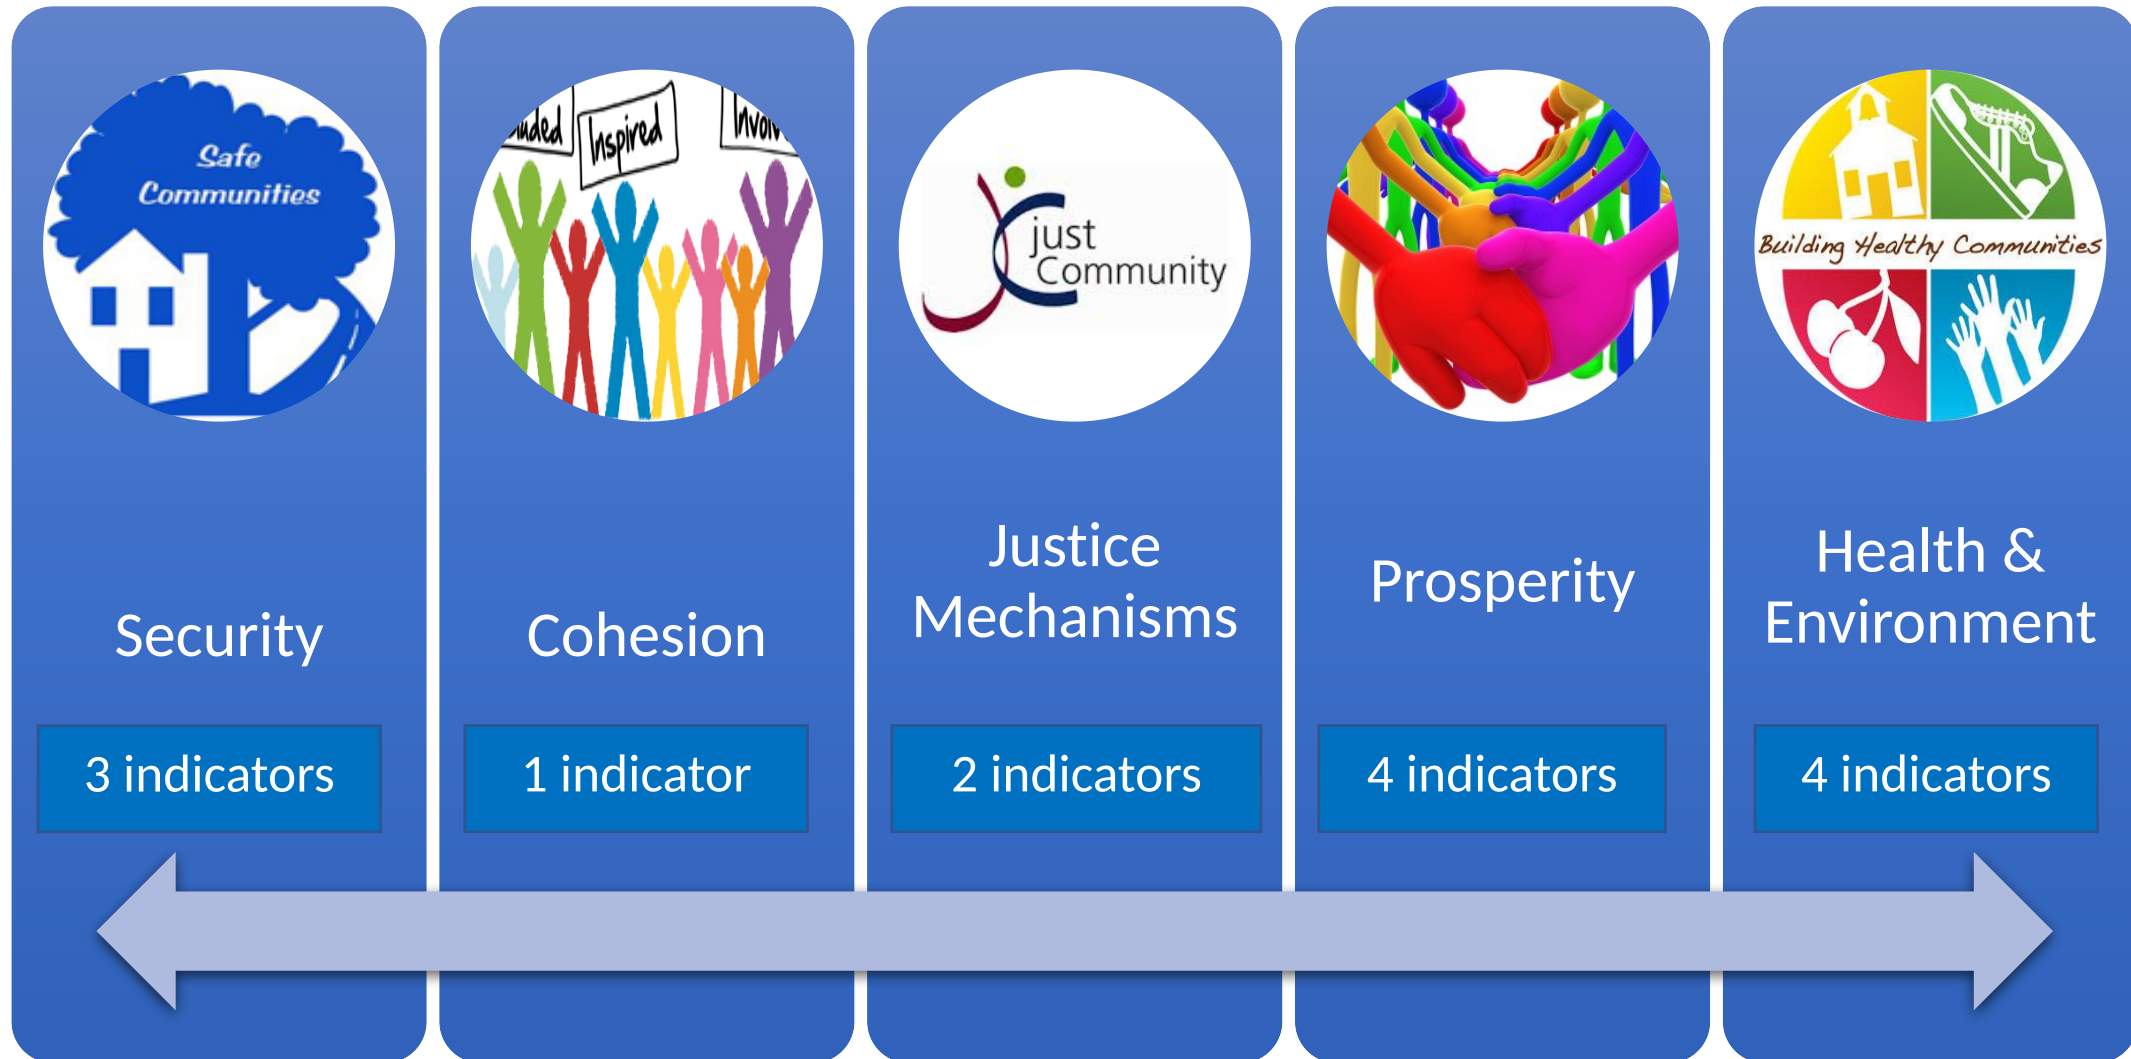 Safe
Communities
Inspired
just
Community
Building Healthy Communities
Security
Cohesion
Justice
Mechanisms
Prosperity
Health &
Environment
3 indicators
1 indicator
2 indicators
4 indicators
4 indicators